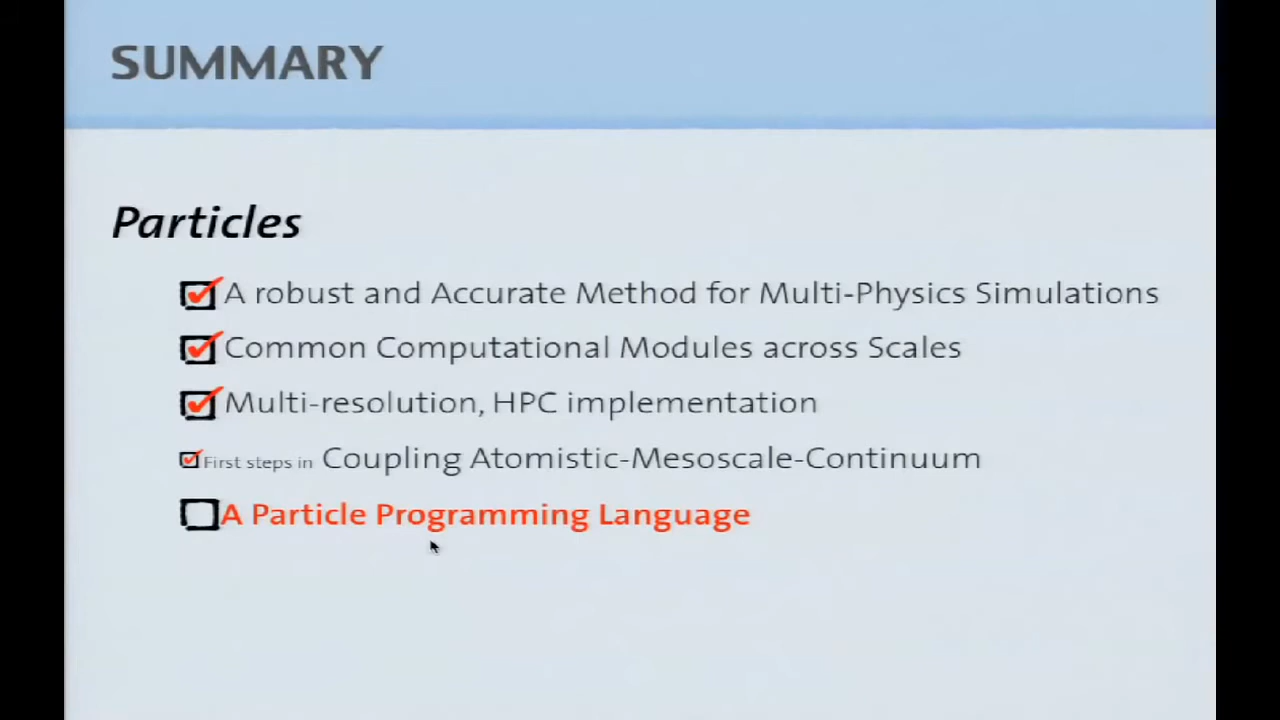 SUMMARY
Particles
A robust and Accurate Method for Multi-Physics Simulations
Common Computational Modules across Scales
Multi-resolution, HPC implementation
First steps in Coupling Atomistic-Mesoscale-Continuum
A Particle Programming Language